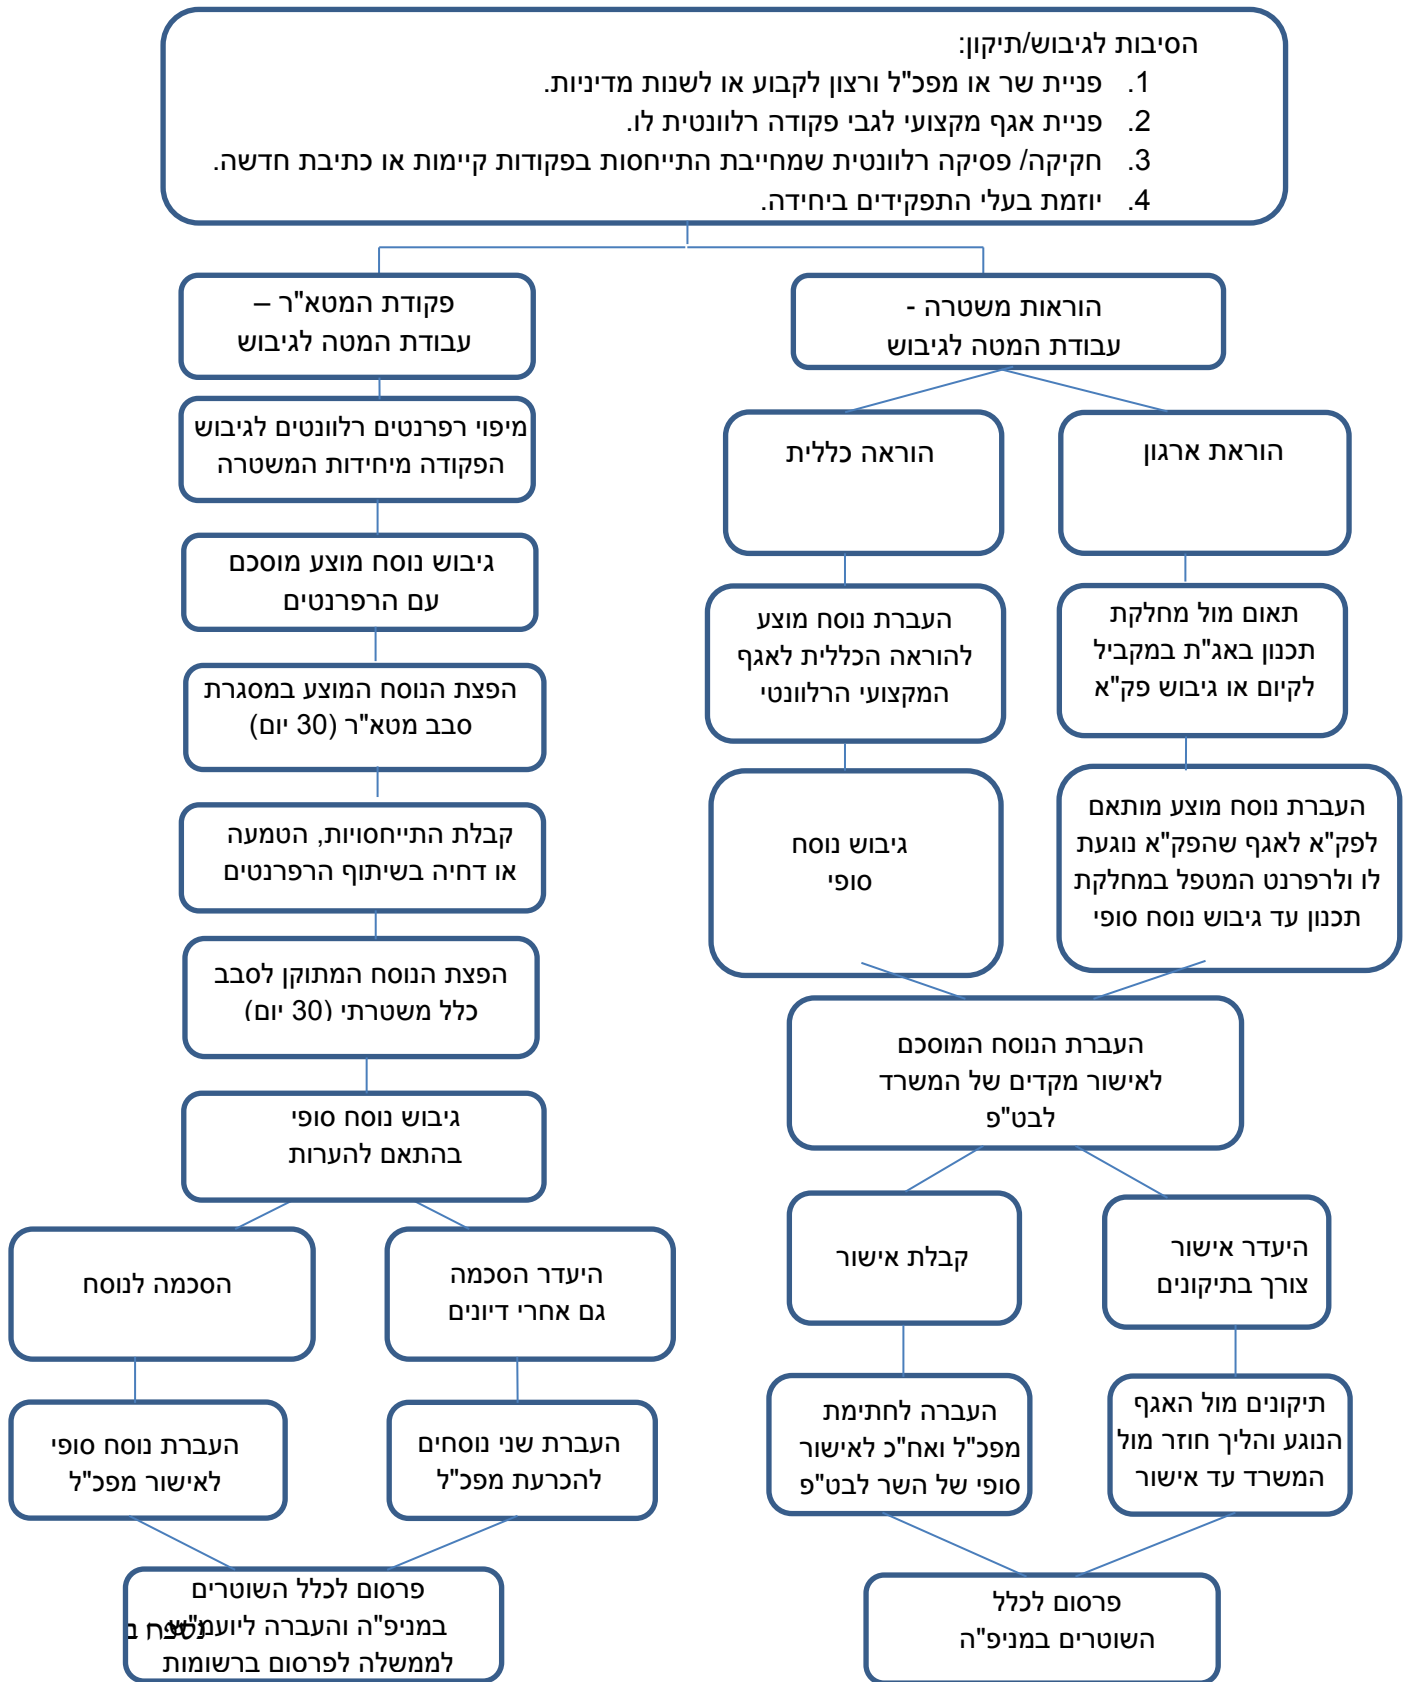 הסיבות לגיבוש/תיקון:
1. פניית שר או מפכ"ל ורצון לקבוע או לשנות מדיניות.
2. פניית אגף מקצועי לגבי פקודה רלוונטית לו.
3. חקיקה/ פסיקה רלוונטית שמחייבת התייחסות בפקודות קיימות או כתיבת חדשה.
4. יוזמת בעלי התפקידים ביחידה.
הוראות משטרה -
עבודת המטה לגיבוש
הוראת ארגון
הוראה כללית
תאום מול מחלקת
תכנון באג"ת במקביל
לקיום או גיבוש פק"א
העברת נוסח מוצע
להוראה הכללית לאגף
המקצועי הרלוונטי
העברת נוסח מוצע מותאם
לפק"א לאגף שהפק"א נוגעת
לו ולרפרנט המטפל במחלקת
תכנון עד גיבוש נוסח סופי
גיבוש נוסח
סופי
העברת הנוסח המוסכם
לאישור מקדים של המשרד
לבט"פ
היעדר אישור
צורך בתיקונים
קבלת אישור
תיקונים מול האגף
הנוגע והליך חוזר מול
המשרד עד אישור
העברה לחתימת
מפכ"ל ואח"כ לאישור
סופי של השר לבט"פ
פרסום לכלל
השוטרים במניפ"ה
פקודת המטא"ר –
עבודת המטה לגיבוש
מיפוי רפרנטים רלוונטים לגיבוש
הפקודה מיחידות המשטרה
גיבוש נוסח מוצע מוסכם
עם הרפרנטים
הפצת הנוסח המוצע במסגרת
סבב מטא"ר (30 יום)
קבלת התייחסויות, הטמעה
או דחיה בשיתוף הרפרנטים
הפצת הנוסח המתוקן לסבב
כלל משטרתי (30 יום)
גיבוש נוסח סופי
בהתאם להערות
היעדר הסכמה
גם אחרי דיונים
הסכמה לנוסח
העברת שני נוסחים
להכרעת מפכ"ל
העברת נוסח סופי
לאישור מפכ"ל
פרסום לכלל השוטרים
במניפ"ה והעברה ליועמ"ש
לממשלה לפרסום ברשומות
נספח ב